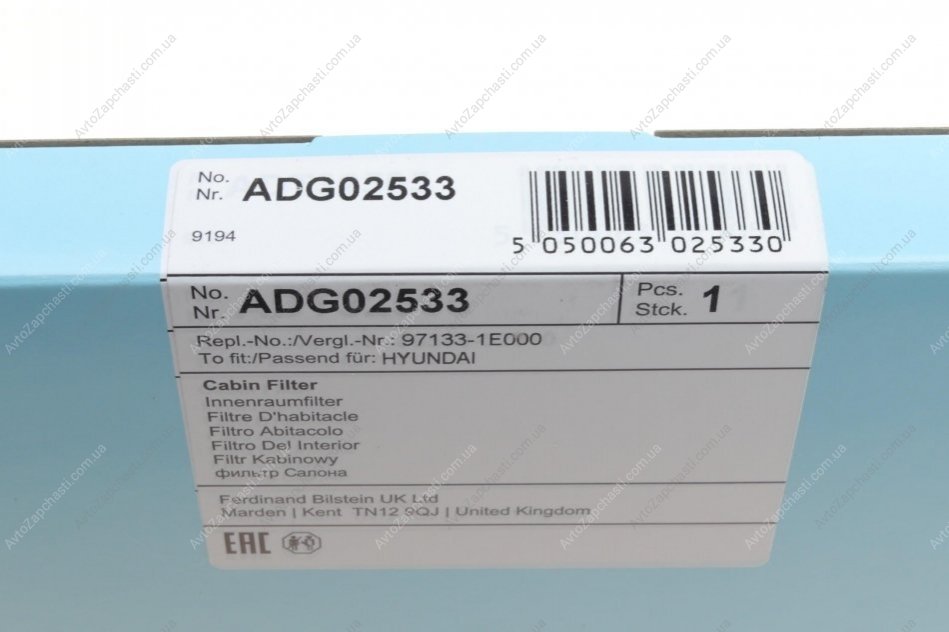 No.
Nr. ADG02533
9194
5 050063 025330
No.
Nr. ADG02533
Pcs.
Stck. 1
Repl.-No.:/Vergl.-Nr.: 97133-1E000
To fit:/Passend für: HYUNDAI
Cabin Filter
Innenraumfilter
Filtre D'habitacle
Filtro Abitacolo
Filtro Del Interior
Filtr Kabinowy
фильтр Салона
Ferdinand Bilstein UK Ltd
Marden | Kent TN12 9QJ | United Kingdom
EAC
AvtoZapchasti.com.ua